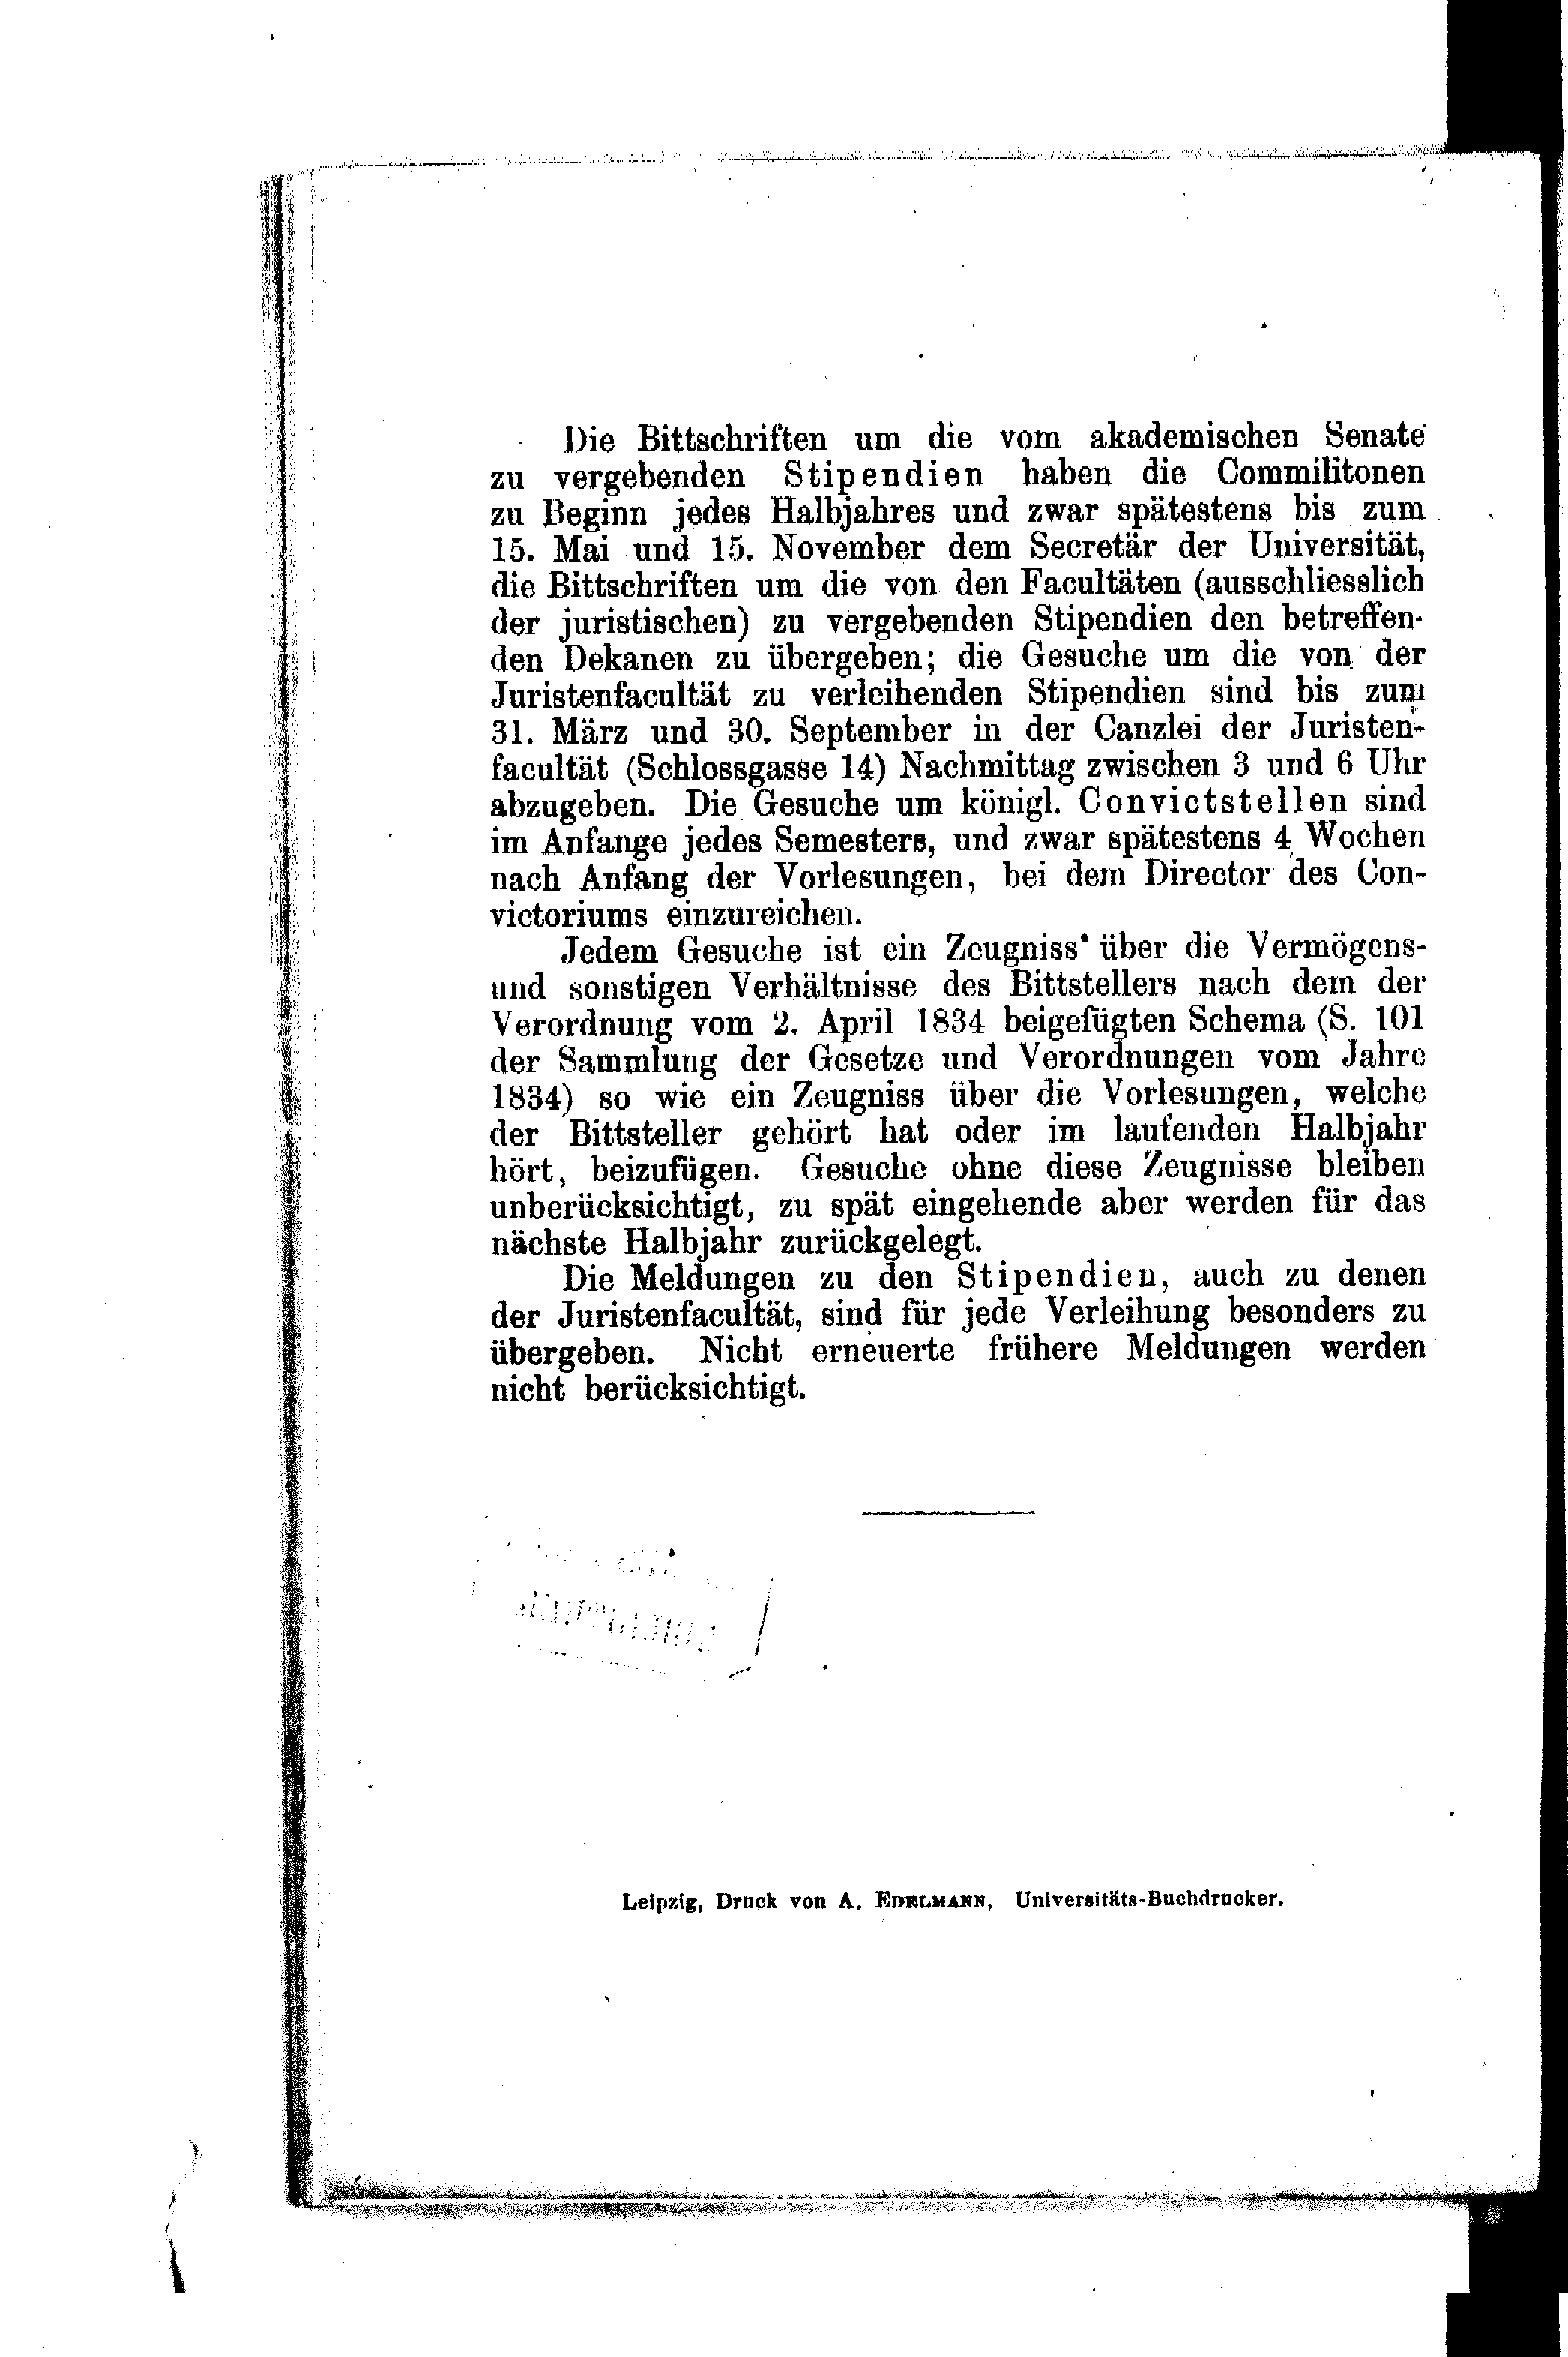 Die Bittschriften um die vom akademischen Senate
zu vergebenden Stipendien haben die Commilitonen
zu Beginn jedes Halbjahres und zwar spätestens bis zum
15. Mai und 15. November dem Secretär der Universität,
die Bittschriften um die von den Facultäten (ausschliesslich
der juristischen) zu vergebenden Stipendien den betreffen-
den Dekanen zu übergeben; die Gesuche um die von der
Juristenfacultät zu verleihenden Stipendien sind bis zum
31. März und 30. September in der Canzlei der Juristen-
facultät (Schlossgasse 14) Nachmittag zwischen 3 und 6 Uhr
abzugeben. Die Gesuche um königl. Convictstellen sind
im Anfange jedes Semesters, und zwar spätestens 4 Wochen
nach Anfang der Vorlesungen, bei dem Director des Con-
victoriums einzureichen.
Jedem Gesuche ist ein Zeugniss über die Vermögens-
und sonstigen Verhältnisse des Bittstellers nach dem der
Verordnung vom 2. April 1834 beigefügten Schema (S. 101
der Sammlung der Gesetze und Verordnungen vom Jahre
1834) so wie ein Zeugniss über die Vorlesungen, welche
der Bittsteller gehört hat oder im laufenden Halbjahr
hört, beizufügen. Gesuche ohne diese Zeugnisse bleiben
unberücksichtigt, zu spät eingehende aber werden für das
nächste Halbjahr zurückgelegt.
Die Meldungen zu den Stipendien, auch zu denen
der Juristenfacultät, sind für jede Verleihung besonders zu
übergeben. Nicht erneuerte frühere Meldungen werden
nicht berücksichtigt.
Leipzig, Druck von A. EDELMANN, Universitäts-Buchdrucker.